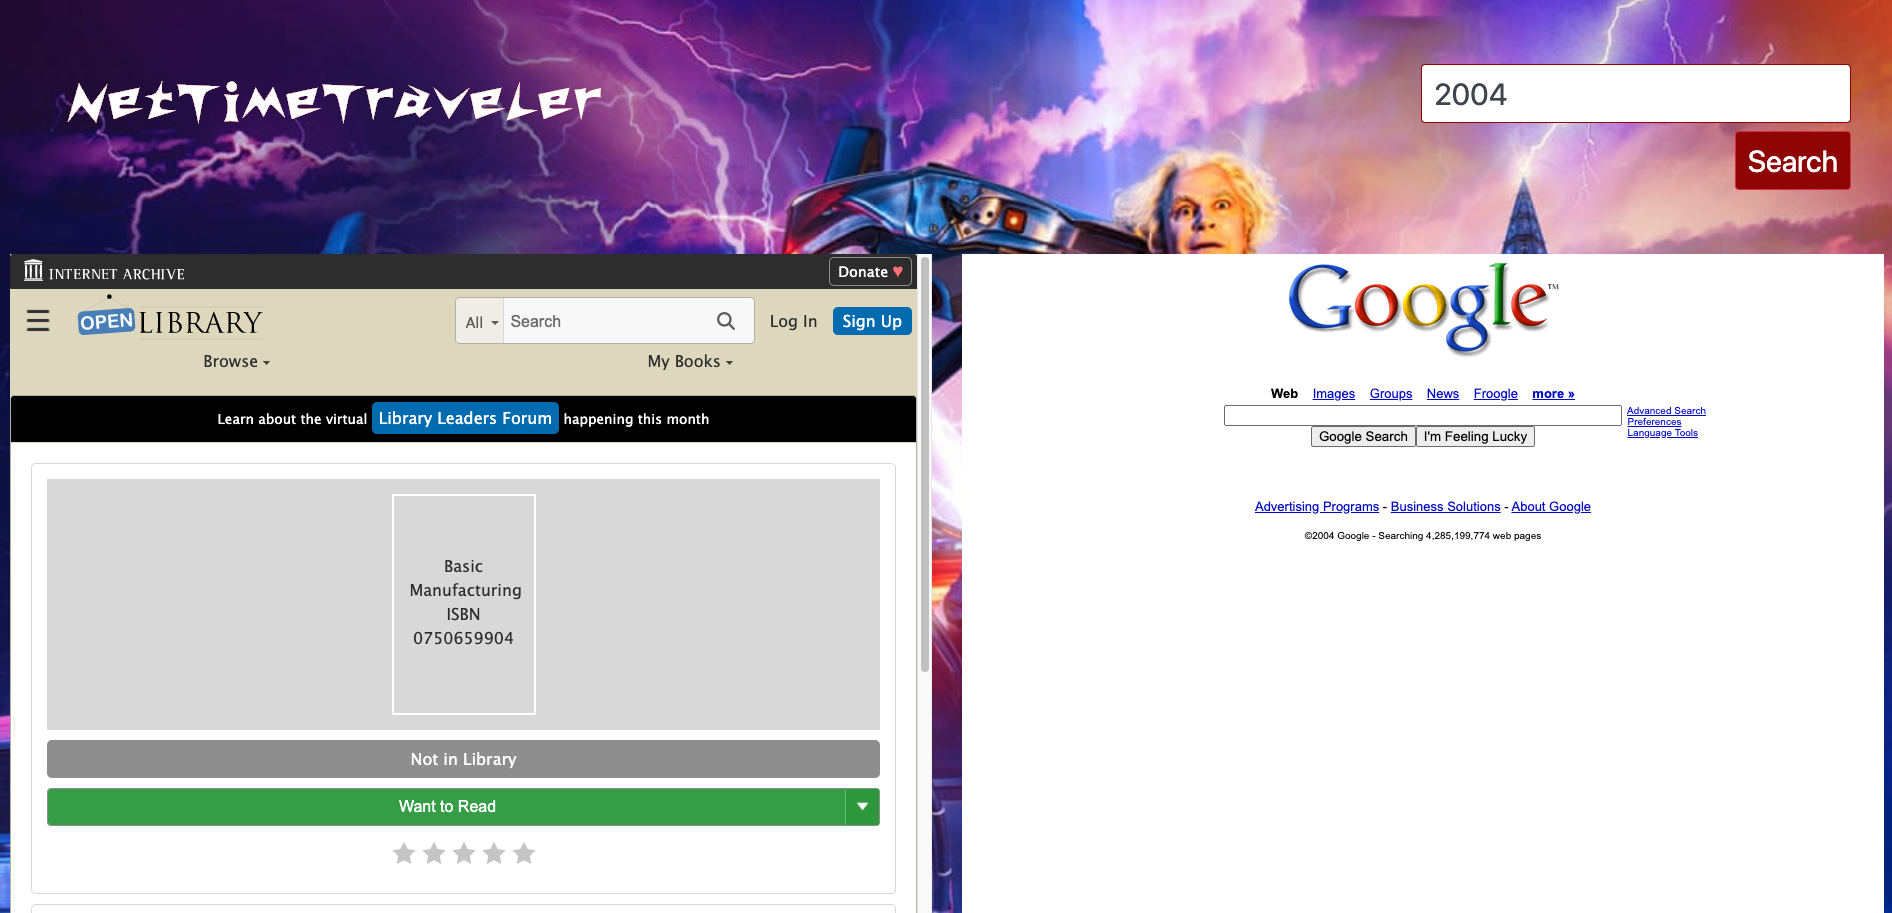 NetTimeTraveler
2004
Search
INTERNET ARCHIVE
Donate ♥
OPEN LIBRARY
All
Search
Log In
Sign Up
Browse
My Books
Learn about the virtual Library Leaders Forum happening this month
Basic
Manufacturing
ISBN
0750659904
Not in Library
Want to Read
Google™
Web Images Groups News Froogle more »
Advanced Search
Preferences
Language Tools
Google Search I'm Feeling Lucky
Advertising Programs - Business Solutions - About Google
©2004 Google - Searching 4,285,199,774 web pages